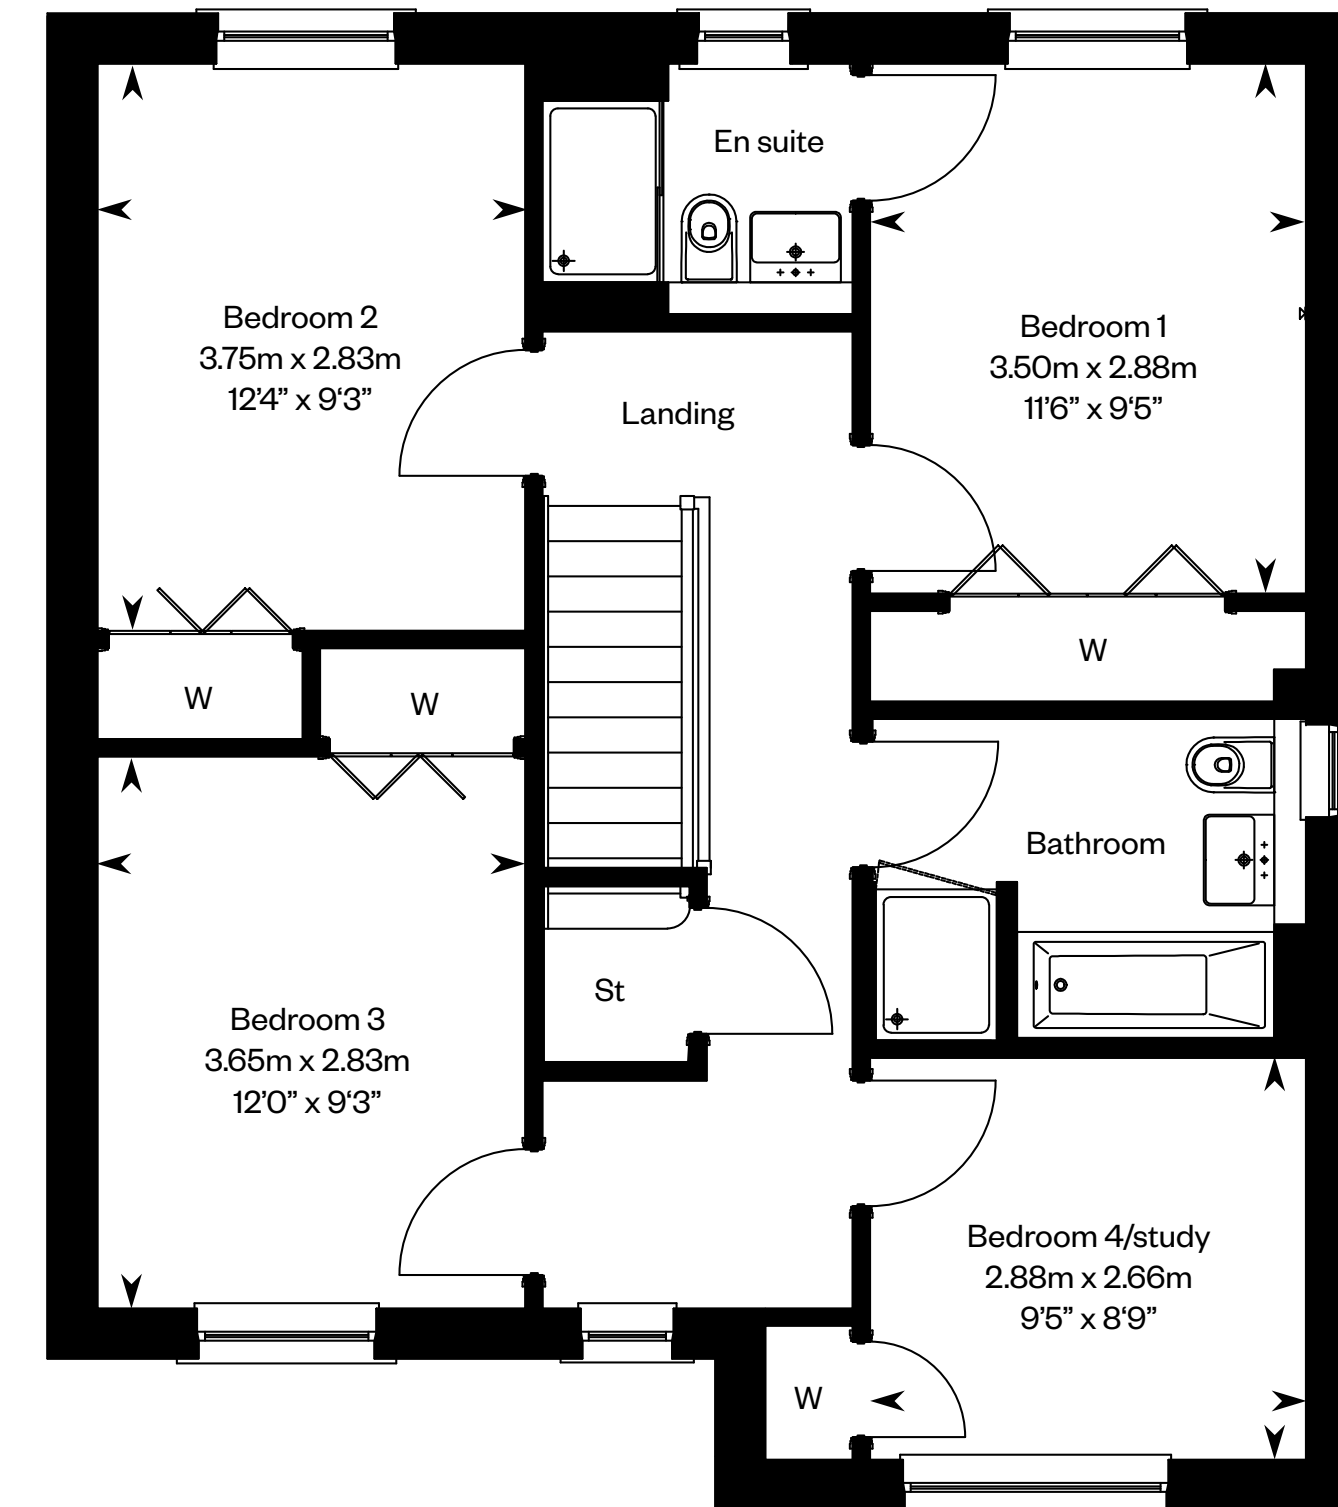 En suite
Bedroom 2
3.75m x 2.83m
12'4” x 9‘3”
Bedroom 1
3.50m x 2.88m
11'6” x 9'5”
Landing
W
W
W
Bathroom
St
Bedroom 3
3.65m x 2.83m
12'0” x 9‘3”
Bedroom 4/study
2.88m x 2.66m
9'5” x 8'9”
W